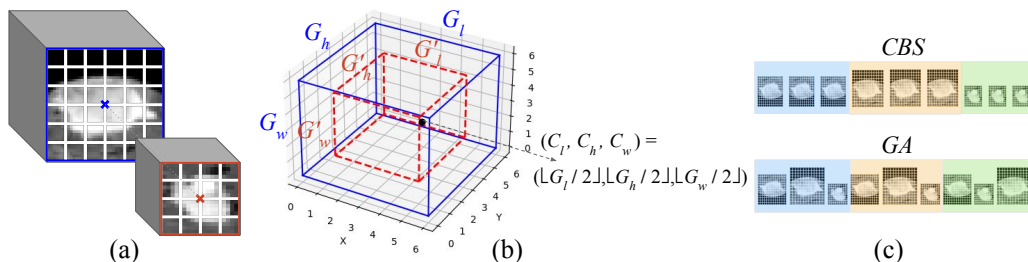 (a)
G_h
G_l
G'_h
G'_l
G_w
G'_w
0 1 2 3 4 5 6
X
0 1 2 3 4 5 6
Y
6
5
4
3
2
1
0
(C_l, C_h, C_w) =
(⌊G_l / 2⌋,⌊G_h / 2⌋,⌊G_w / 2⌋)
(b)
CBS
GA
(c)